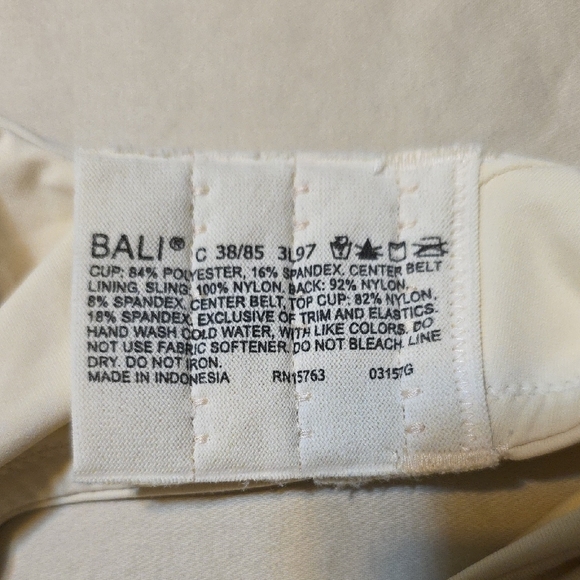 BALI® C 38/85 3L97
CUP: 84% POLYESTER, 16% SPANDEX. CENTER BELT
LINING, SLING: 100% NYLON. BACK: 92% NYLON,
8% SPANDEX. CENTER BELT, TOP CUP: 82% NYLON,
18% SPANDEX. EXCLUSIVE OF TRIM AND ELASTICS.
HAND WASH COLD WATER, WITH LIKE COLORS. DO
NOT USE FABRIC SOFTENER. DO NOT BLEACH. LINE
DRY. DO NOT IRON.
MADE IN INDONESIA RN15763 03157G